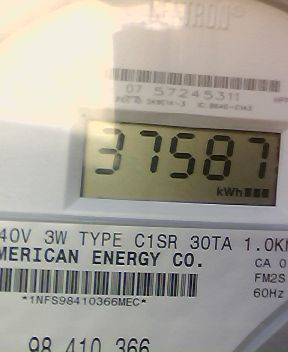 ITRON®
07 57245311
37587
kWh
40V 3W TYPE C1SR 30TA 1.0K
MERICAN ENERGY CO.
CA 0
FM2S
60Hz
*1NFS98410366MEC*
98 410 366